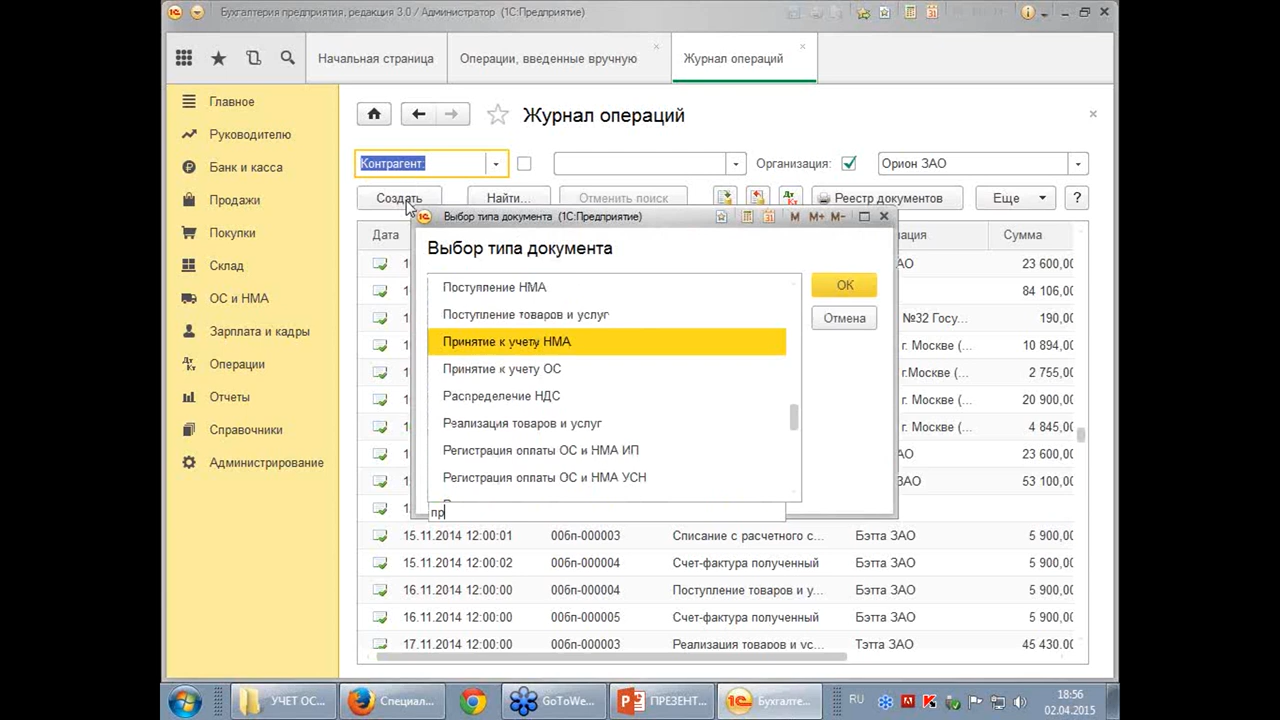 Бухгалтерия предприятия, редакция 3.0 / Администратор (1С:Предприятие)
Начальная страница
Операции, введенные вручную
Журнал операций
Главное
Руководителю
Банк и касса
Продажи
Покупки
Склад
ОС и НМА
Зарплата и кадры
Операции
Отчеты
Справочники
Администрирование
Журнал операций
Контрагент: Организация: Орион ЗАО
Создать Найти... Отменить поиск Реестр документов Еще ?
Дата Сумма
Выбор типа документа (1С:Предприятие) M M+ M-
Выбор типа документа
Поступление НМА
Поступление товаров и услуг
Принятие к учету НМА
Принятие к учету ОС
Распределение НДС
Реализация товаров и услуг
Регистрация оплаты ОС и НМА ИП
Регистрация оплаты ОС и НМА УСН
пр
ОК
Отмена
23 600,00
84 106,00
№32 Госу... 190,00
г. Москве (... 10 894,00
г.Москве (... 2 755,00
г. Москве (... 20 900,00
г. Москве (... 4 845,00
23 600,00
53 100,00
15.11.2014 12:00:01 00бп-000003 Списание с расчетного с... Бэтта ЗАО 5 900,00
15.11.2014 12:00:02 00бп-000004 Счет-фактура полученный Бэтта ЗАО 5 900,00
16.11.2014 12:00:00 00бп-000004 Поступление товаров и у... Бэтта ЗАО 5 900,00
16.11.2014 12:00:00 00бп-000005 Счет-фактура полученный Бэтта ЗАО 5 900,00
17.11.2014 12:00:00 00бп-000003 Реализация товаров и ус... Тэтта ЗАО 45 430,00
УЧЕТ ОС... Специал... GoToWe... ПРЕЗЕНТ... Бухгалте... RU 18:56
02.04.2015